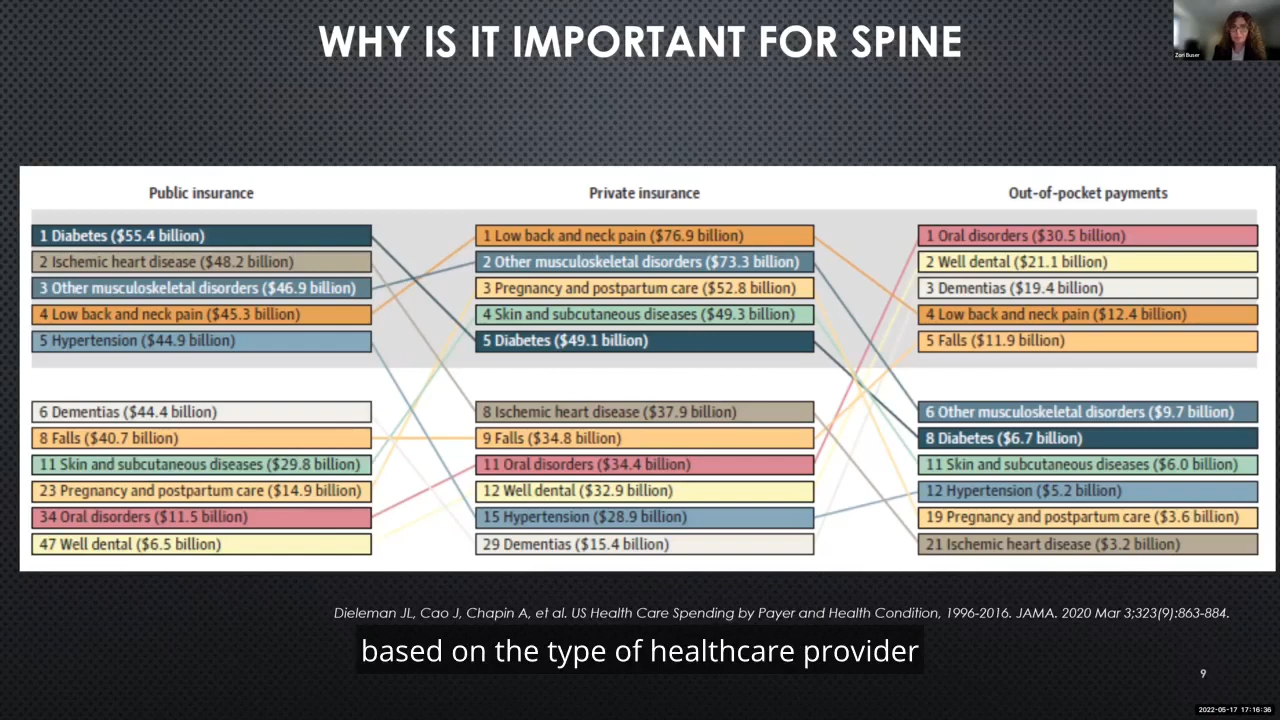 WHY IS IT IMPORTANT FOR SPINE
Zori Buser
Public insurance
1 Diabetes ($55.4 billion)
2 Ischemic heart disease ($48.2 billion)
3 Other musculoskeletal disorders ($46.9 billion)
4 Low back and neck pain ($45.3 billion)
5 Hypertension ($44.9 billion)
6 Dementias ($44.4 billion)
8 Falls ($40.7 billion)
11 Skin and subcutaneous diseases ($29.8 billion)
23 Pregnancy and postpartum care ($14.9 billion)
34 Oral disorders ($11.5 billion)
47 Well dental ($6.5 billion)
Private insurance
1 Low back and neck pain ($76.9 billion)
2 Other musculoskeletal disorders ($73.3 billion)
3 Pregnancy and postpartum care ($52.8 billion)
4 Skin and subcutaneous diseases ($49.3 billion)
5 Diabetes ($49.1 billion)
8 Ischemic heart disease ($37.9 billion)
9 Falls ($34.8 billion)
11 Oral disorders ($34.4 billion)
12 Well dental ($32.9 billion)
15 Hypertension ($28.9 billion)
29 Dementias ($15.4 billion)
Out-of-pocket payments
1 Oral disorders ($30.5 billion)
2 Well dental ($21.1 billion)
3 Dementias ($19.4 billion)
4 Low back and neck pain ($12.4 billion)
5 Falls ($11.9 billion)
6 Other musculoskeletal disorders ($9.7 billion)
8 Diabetes ($6.7 billion)
11 Skin and subcutaneous diseases ($6.0 billion)
12 Hypertension ($5.2 billion)
19 Pregnancy and postpartum care ($3.6 billion)
21 Ischemic heart disease ($3.2 billion)
Dieleman JL, Cao J, Chapin A, et al. US Health Care Spending by Payer and Health Condition, 1996-2016. JAMA. 2020 Mar 3;323(9):863-884.
based on the type of healthcare provider
9
2022-05-17 17:16:36